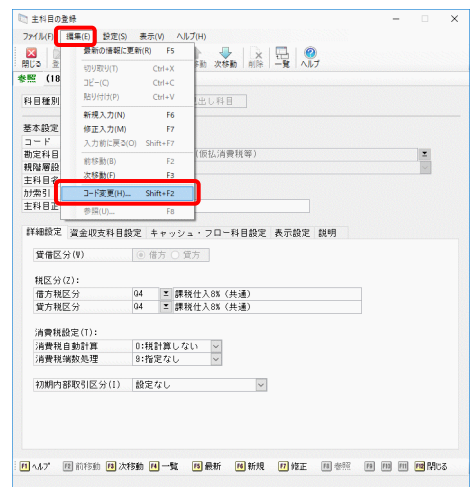 主科目の登録
ファイル(F) 編集(E) 設定(S) 表示(V) ヘルプ(H)
閉じる 次移動 削除 一覧 ヘルプ
最新の情報に更新(R) F5
切り取り(T) Ctrl+X
コピー(C) Ctrl+C
貼り付け(P) Ctrl+V
新規入力(N) F6
修正入力(M) F7
入力前に戻る(O) Shift+F7
前移動(B) F2
次移動(F) F3
コード変更(H)... Shift+F2
参照(U)... F8
参照 (18
科目種別
出し科目
基本設定
コード
勘定科目
(仮払消費税等)
親階層設
主科目名
ｶﾅ索引
主科目正
詳細設定 資金収支科目設定 キャッシュ・フロー科目設定 表示設定 説明
貸借区分(W) 借方 貸方
税区分(Z):
借方税区分 Q4 課税仕入8% (共通)
貸方税区分 Q4 課税仕入8% (共通)
消費税設定(T):
消費税自動計算 0:税計算しない
消費税端数処理 9:指定なし
初期内部取引区分(I) 設定なし
F1 ヘルプ F2 前移動 F3 次移動 F4 一覧 F5 最新 F6 新規 F7 修正 F8 参照 F9 F10 F11 F12 閉じる